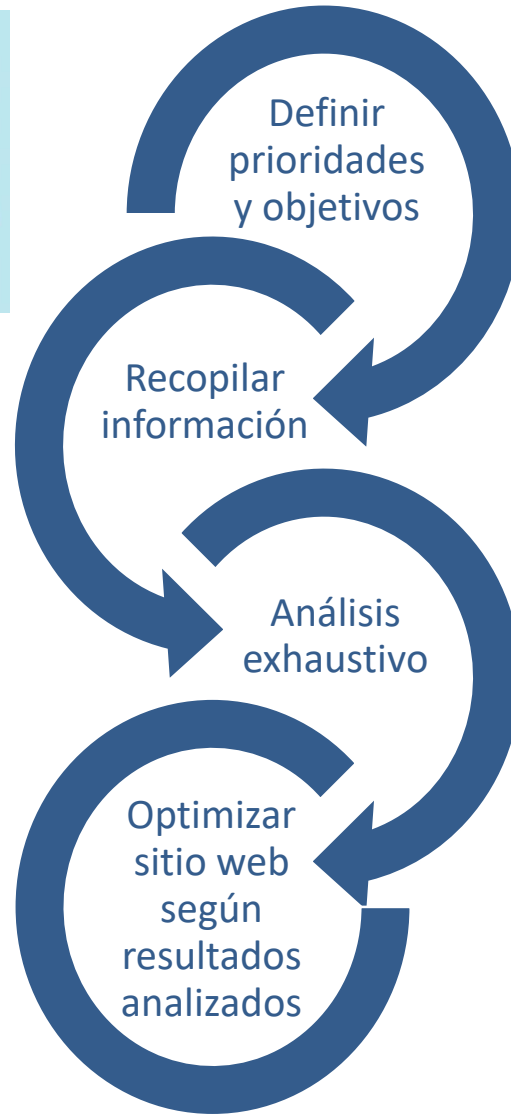 Definir
prioridades
y objetivos
Recopilar
información
Análisis
exhaustivo
Optimizar
sitio web
según
resultados
analizados